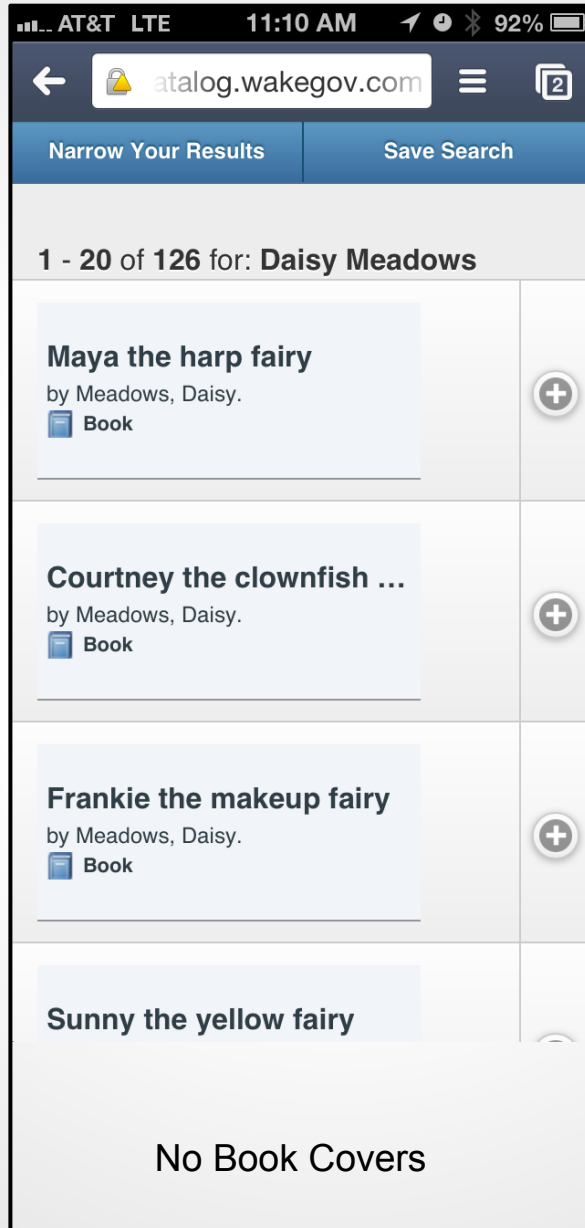 AT&T LTE 11:10 AM 92%
atalog.wakegov.com 2
Narrow Your Results Save Search
1 - 20 of 126 for: Daisy Meadows
Maya the harp fairy
by Meadows, Daisy.
Book
Courtney the clownfish ...
by Meadows, Daisy.
Book
Frankie the makeup fairy
by Meadows, Daisy.
Book
Sunny the yellow fairy
No Book Covers